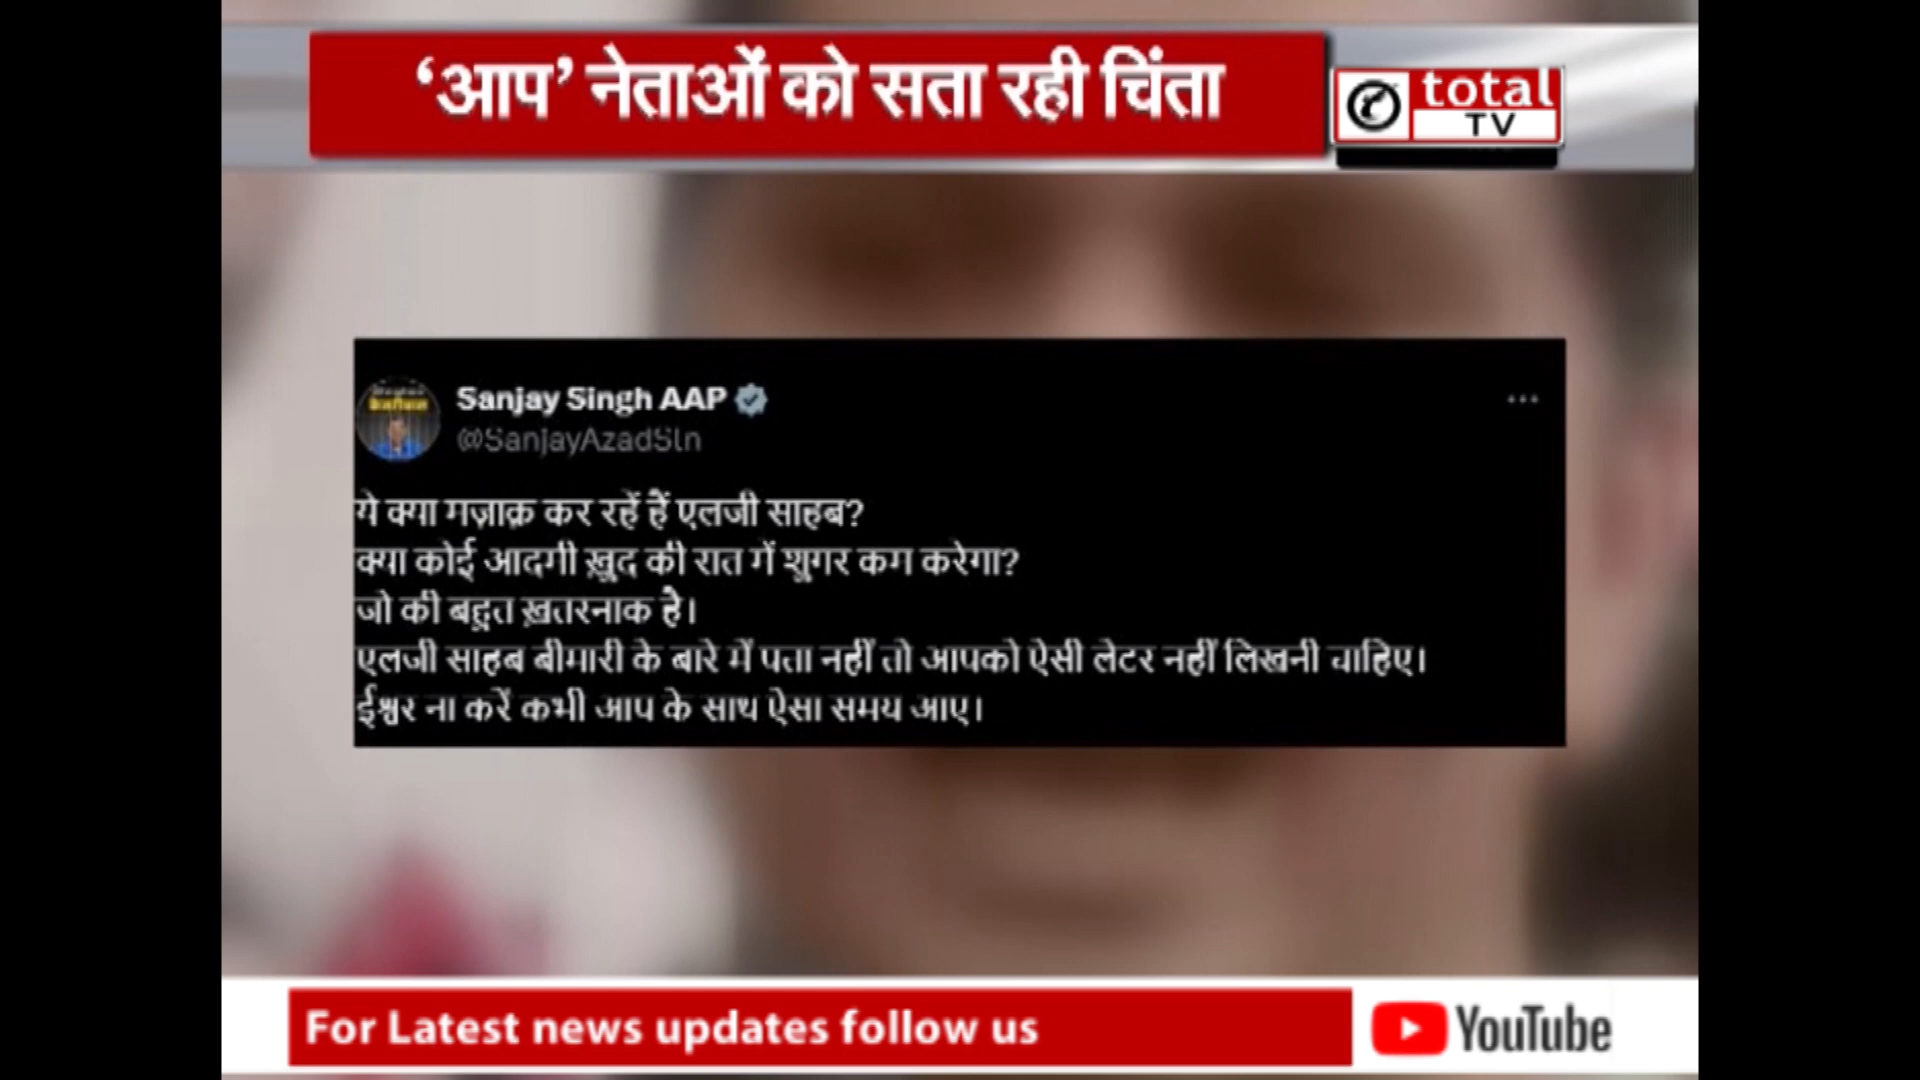 ‘आप’ नेताओं को सता रही चिंता
total
TV
Sanjay Singh AAP
@SanjayAzadSln
ये क्या मज़ाक़ कर रहें हैं एलजी साहब?
क्या कोई आदमी ख़ुद की रात में शुगर कम करेगा?
जो की बहुत ख़तरनाक है।
एलजी साहब बीमारी के बारे में पता नहीं तो आपको ऐसी लेटर नहीं लिखनी चाहिए।
ईश्वर ना करें कभी आप के साथ ऐसा समय आए।
For Latest news updates follow us
YouTube